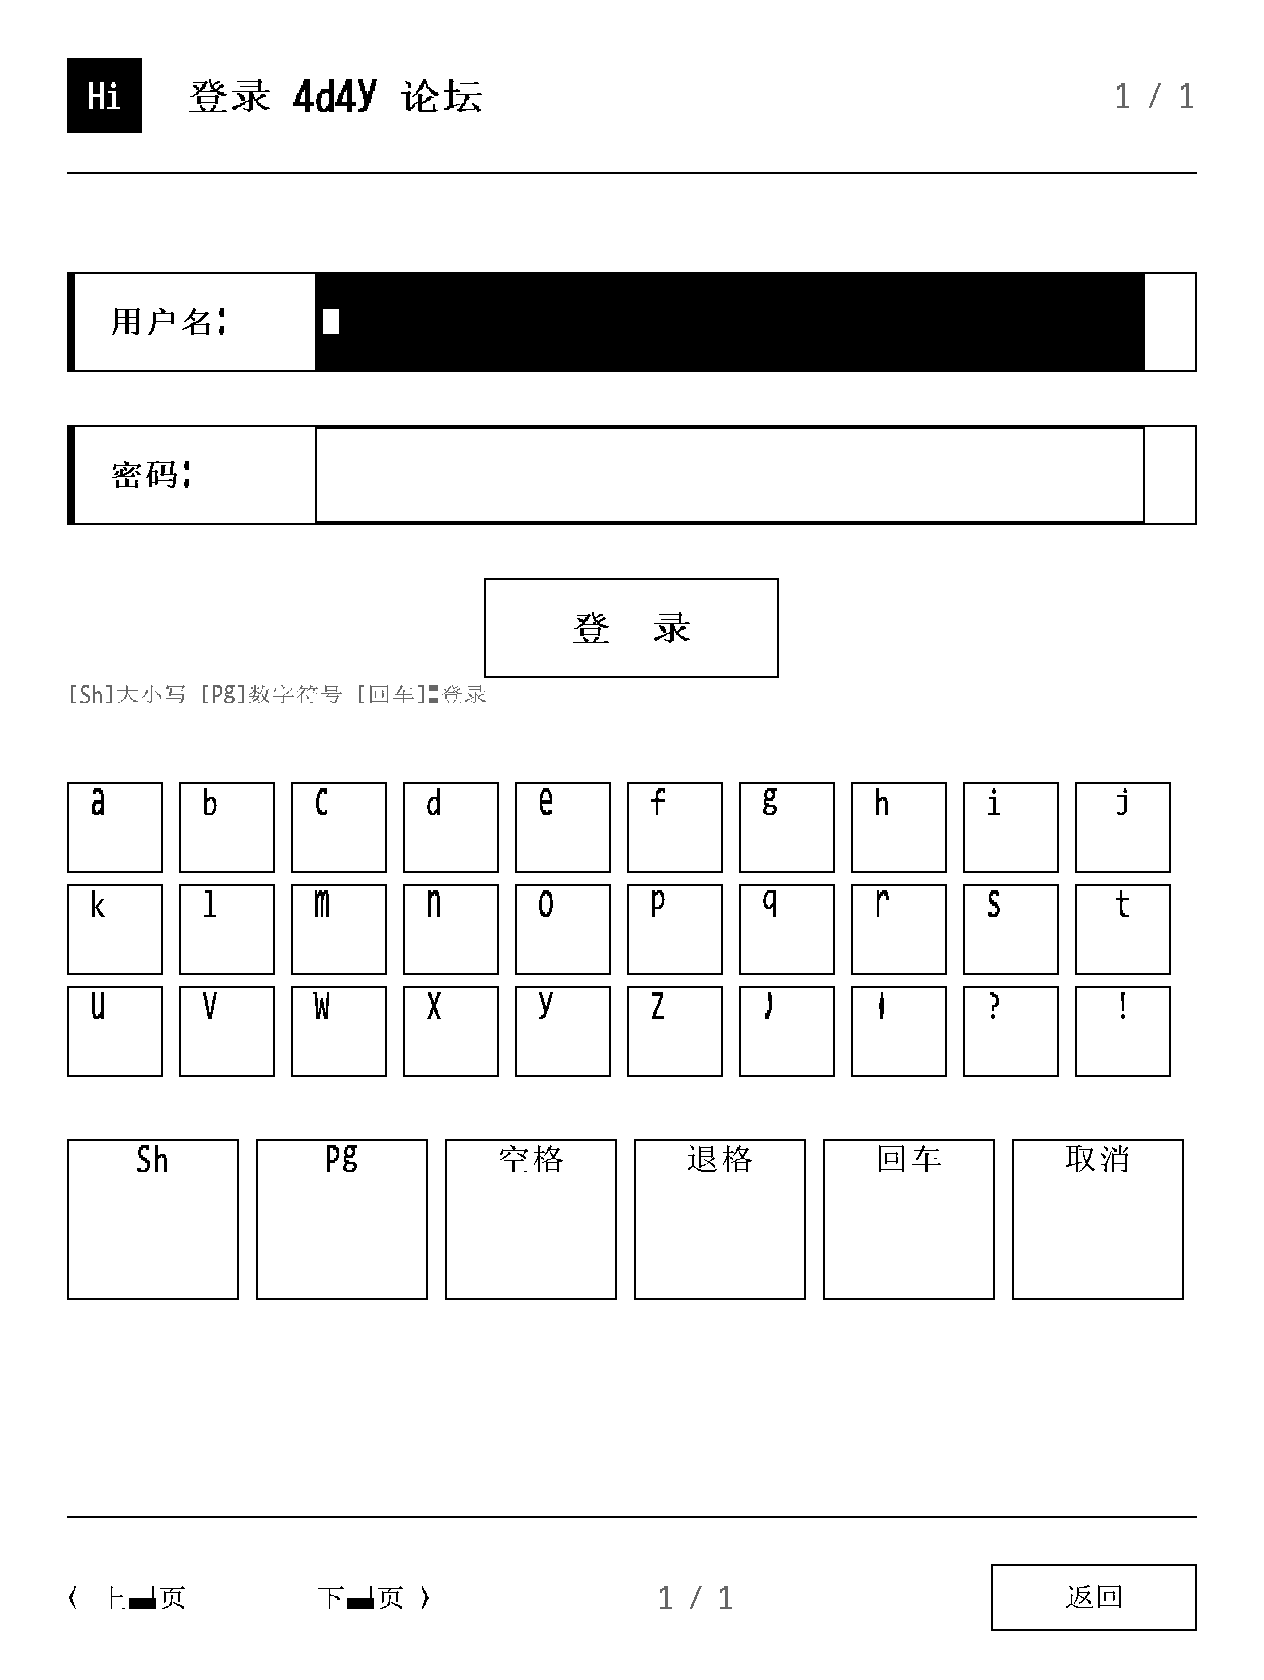 Hi 登录 4d4y 论坛 1 / 1
用户名:
密码:
登 录
[Sh]大小写 [Pg]数字符号 [回车]=登录
a b c d e f g h i j
k l m n o p q r s t
u v w x y z , . ? !
Sh Pg 空格 退格 回车 取消
〈 上一页 下一页 〉 1 / 1 返回